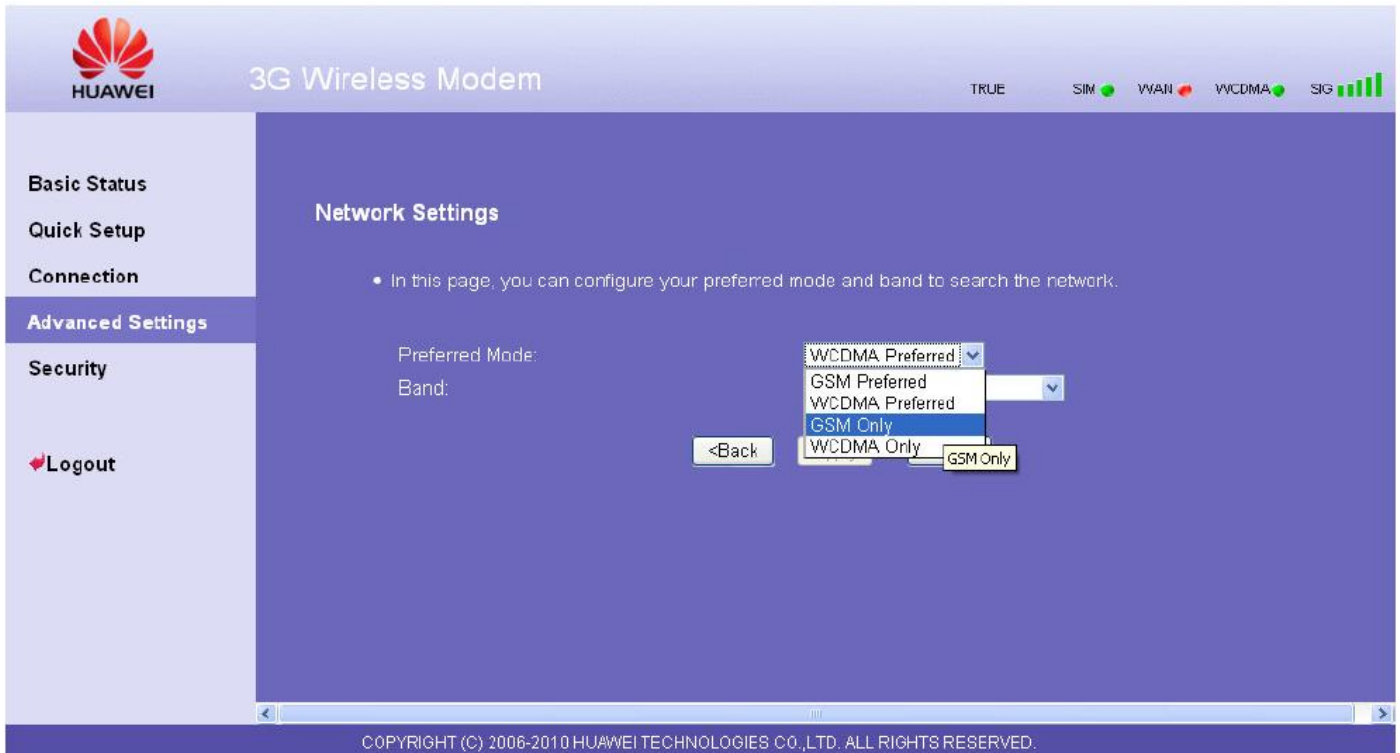 HUAWEI
3G Wireless Modem
TRUE SIM WAN WCDMA SIG
Basic Status
Quick Setup
Connection
Advanced Settings
Security
Logout
Network Settings
• In this page, you can configure your preferred mode and band to search the network.
Preferred Mode: WCDMA Preferred
Band:
GSM Preferred
WCDMA Preferred
GSM Only
WCDMA Only
GSM Only
<Back
COPYRIGHT (C) 2006-2010 HUAWEI TECHNOLOGIES CO.,LTD. ALL RIGHTS RESERVED.